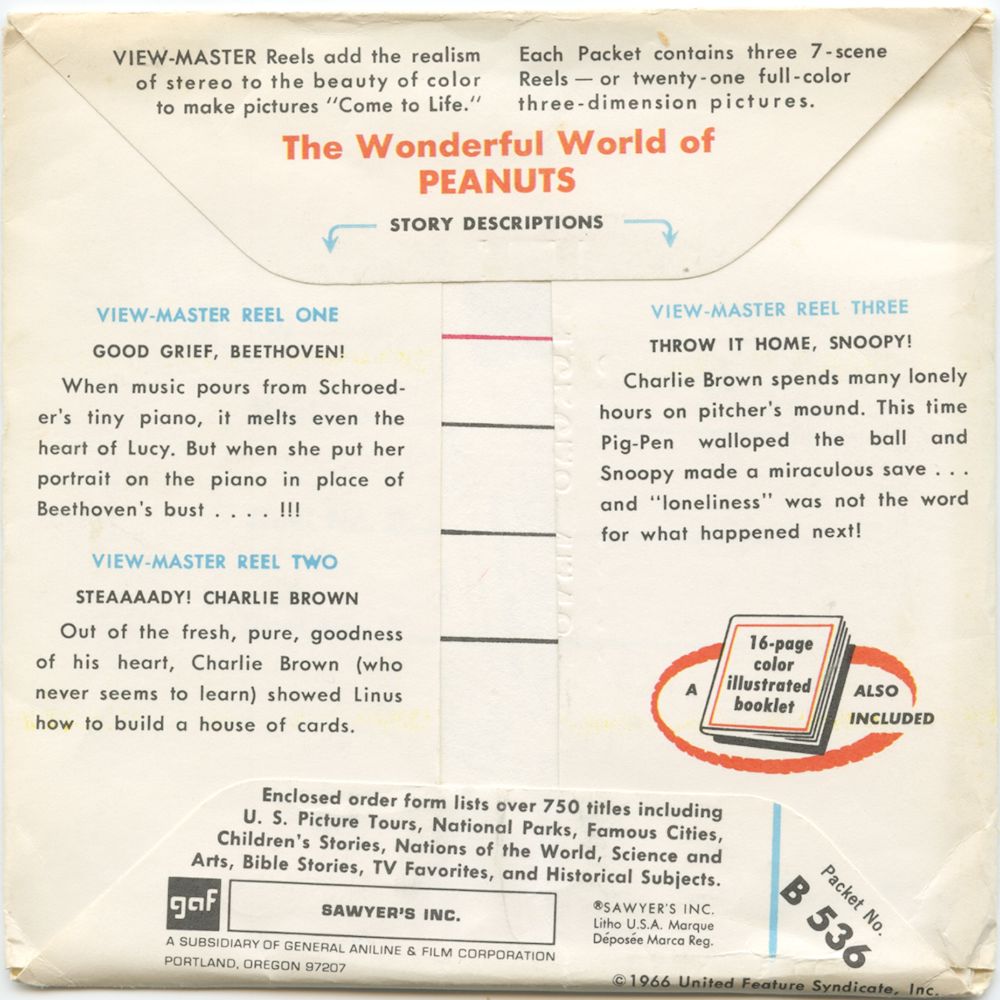 VIEW-MASTER Reels add the realism
of stereo to the beauty of color
to make pictures "Come to Life."
Each Packet contains three 7-scene
Reels — or twenty-one full-color
three-dimension pictures.
The Wonderful World of
PEANUTS
STORY DESCRIPTIONS
VIEW-MASTER REEL ONE
GOOD GRIEF, BEETHOVEN!
When music pours from Schroed-
er's tiny piano, it melts even the
heart of Lucy. But when she put her
portrait on the piano in place of
Beethoven's bust . . . . !!!
VIEW-MASTER REEL TWO
STEAAAADY! CHARLIE BROWN
Out of the fresh, pure, goodness
of his heart, Charlie Brown (who
never seems to learn) showed Linus
how to build a house of cards.
VIEW-MASTER REEL THREE
THROW IT HOME, SNOOPY!
Charlie Brown spends many lonely
hours on pitcher's mound. This time
Pig-Pen walloped the ball and
Snoopy made a miraculous save . . .
and "loneliness" was not the word
for what happened next!
A
16-page
color
illustrated
booklet
ALSO
INCLUDED
Enclosed order form lists over 750 titles including
U. S. Picture Tours, National Parks, Famous Cities,
Children's Stories, Nations of the World, Science and
Arts, Bible Stories, TV Favorites, and Historical Subjects.
gaf
SAWYER'S INC.
A SUBSIDIARY OF GENERAL ANILINE & FILM CORPORATION
PORTLAND, OREGON 97207
®SAWYER'S INC.
Litho U.S.A. Marque
Déposée Marca Reg.
Packet No.
B 536
©1966 United Feature Syndicate, Inc.